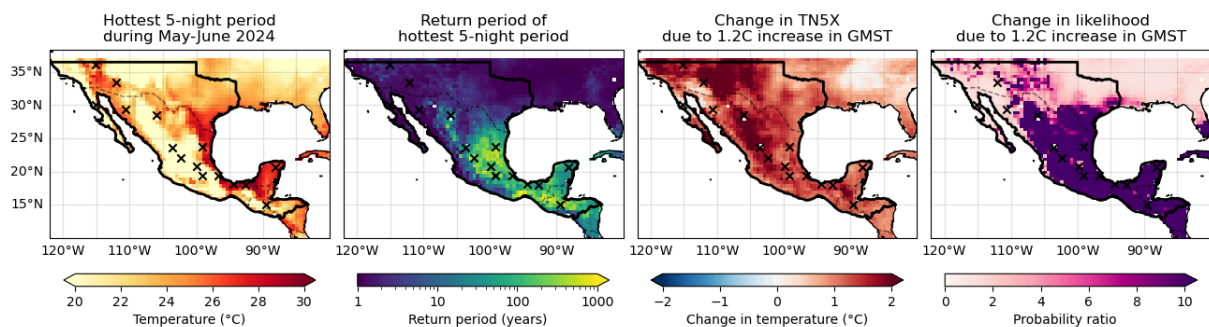 Hottest 5-night period
during May-June 2024
Return period of
hottest 5-night period
Change in TN5X
due to 1.2C increase in GMST
Change in likelihood
due to 1.2C increase in GMST
35°N
30°N
25°N
20°N
15°N
120°W 110°W 100°W 90°W
120°W 110°W 100°W 90°W
120°W 110°W 100°W 90°W
120°W 110°W 100°W 90°W
20 22 24 26 28 30
Temperature (°C)
1 10 100 1000
Return period (years)
−2 −1 0 1 2
Change in temperature (°C)
0 2 4 6 8 10
Probability ratio